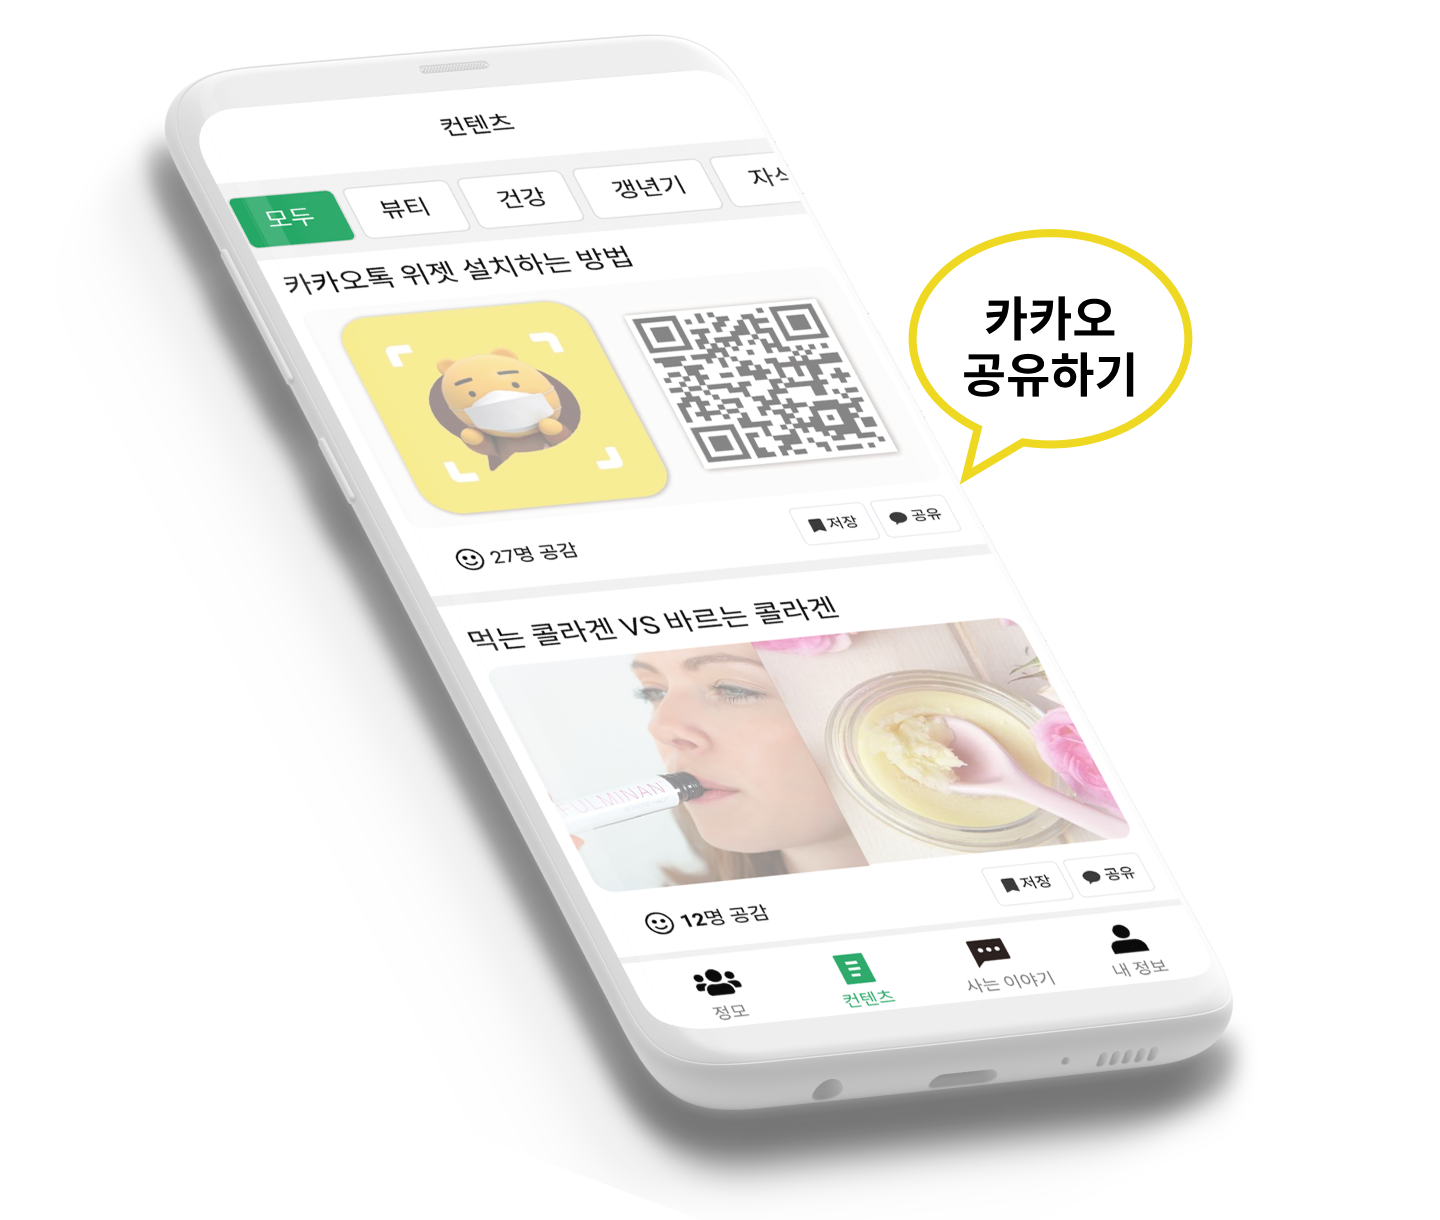 컨텐츠
모두 뷰티 건강 갱년기
카카오톡 위젯 설치하는 방법
카카오
공유하기
27명 공감 저장 공유
먹는 콜라겐 VS 바르는 콜라겐
FULMINAN
12명 공감 저장 공유
정모 컨텐츠 사는 이야기 내 정보